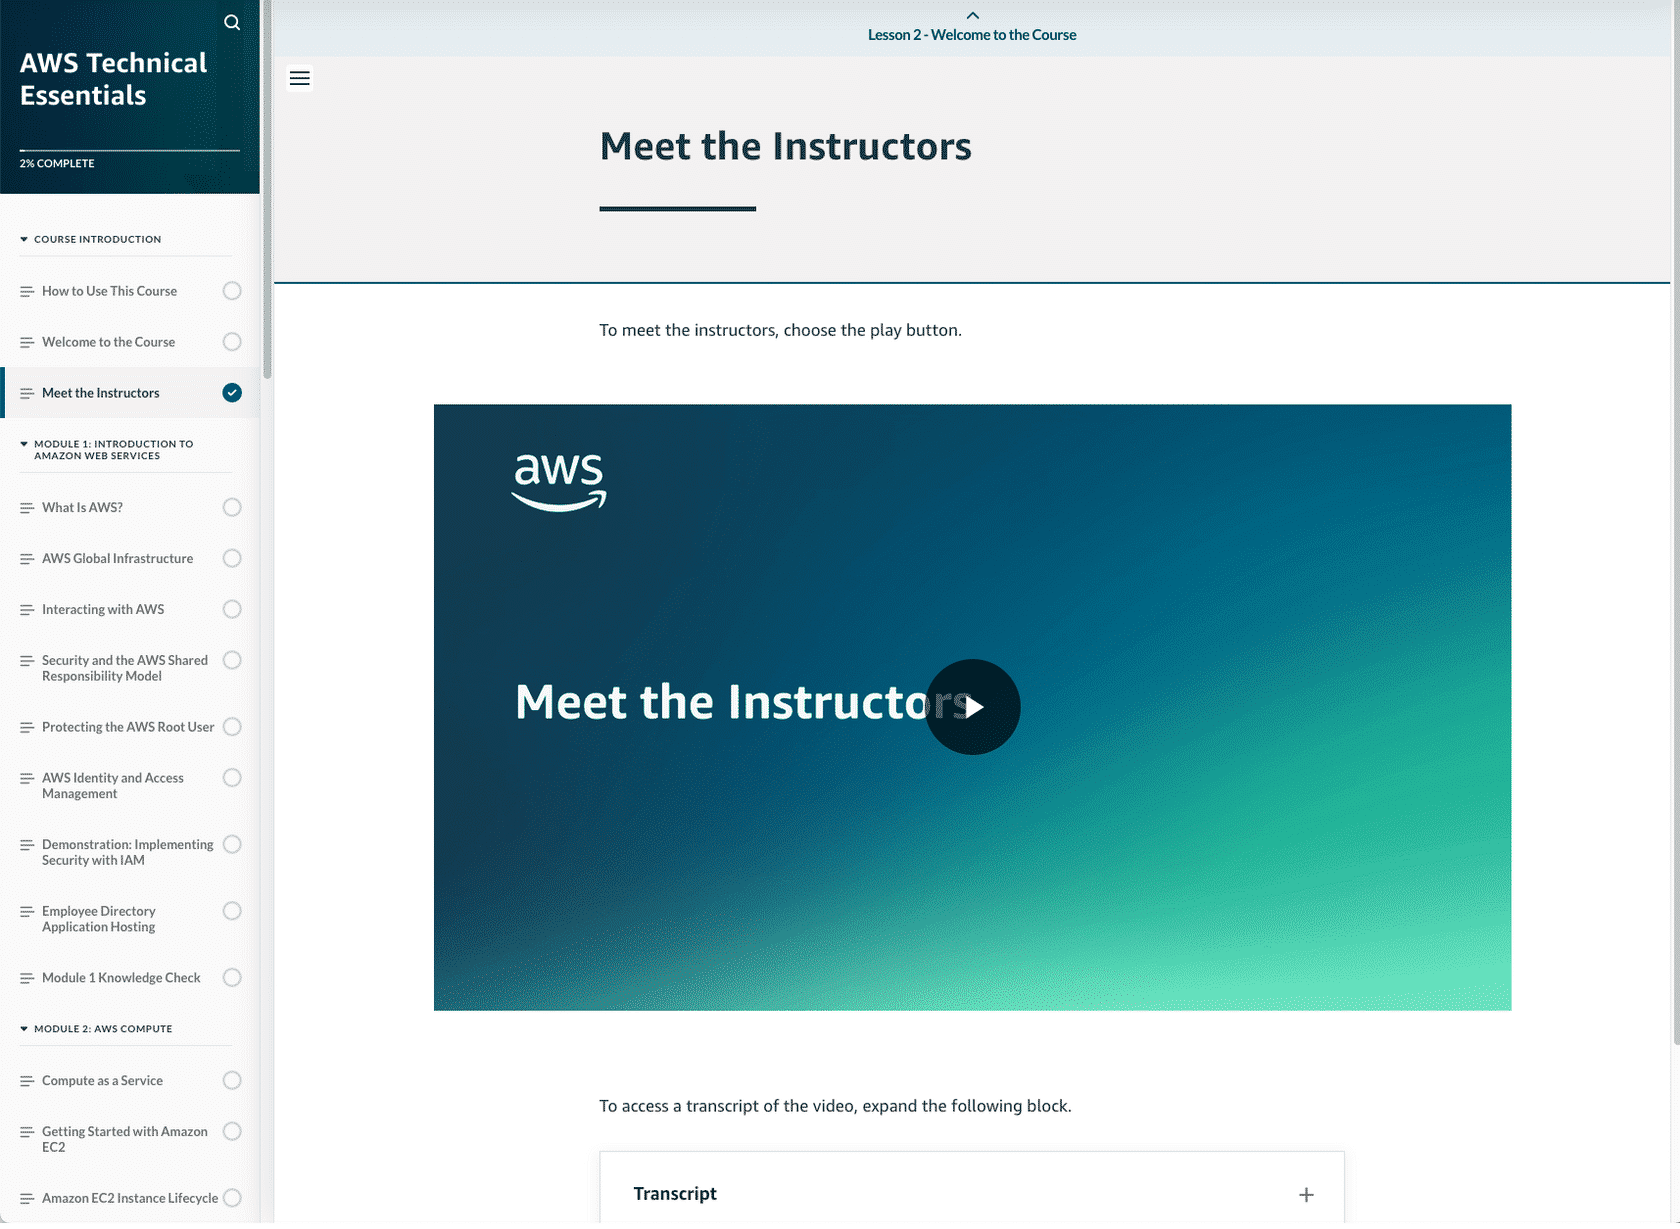 AWS Technical
Essentials
2% COMPLETE
COURSE INTRODUCTION
How to Use This Course
Welcome to the Course
Meet the Instructors
MODULE 1: INTRODUCTION TO
AMAZON WEB SERVICES
What Is AWS?
AWS Global Infrastructure
Interacting with AWS
Security and the AWS Shared
Responsibility Model
Protecting the AWS Root User
AWS Identity and Access
Management
Demonstration: Implementing
Security with IAM
Employee Directory
Application Hosting
Module 1 Knowledge Check
MODULE 2: AWS COMPUTE
Compute as a Service
Getting Started with Amazon
EC2
Amazon EC2 Instance Lifecycle
Lesson 2 - Welcome to the Course
Meet the Instructors
To meet the instructors, choose the play button.
aws
Meet the Instructors
To access a transcript of the video, expand the following block.
Transcript